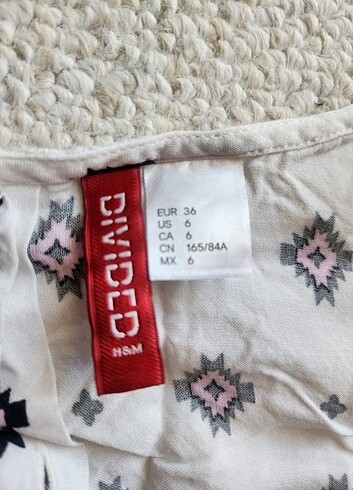 DIVIDED
H&M
EUR 36
US 6
CA 6
CN 165/84A
MX 6